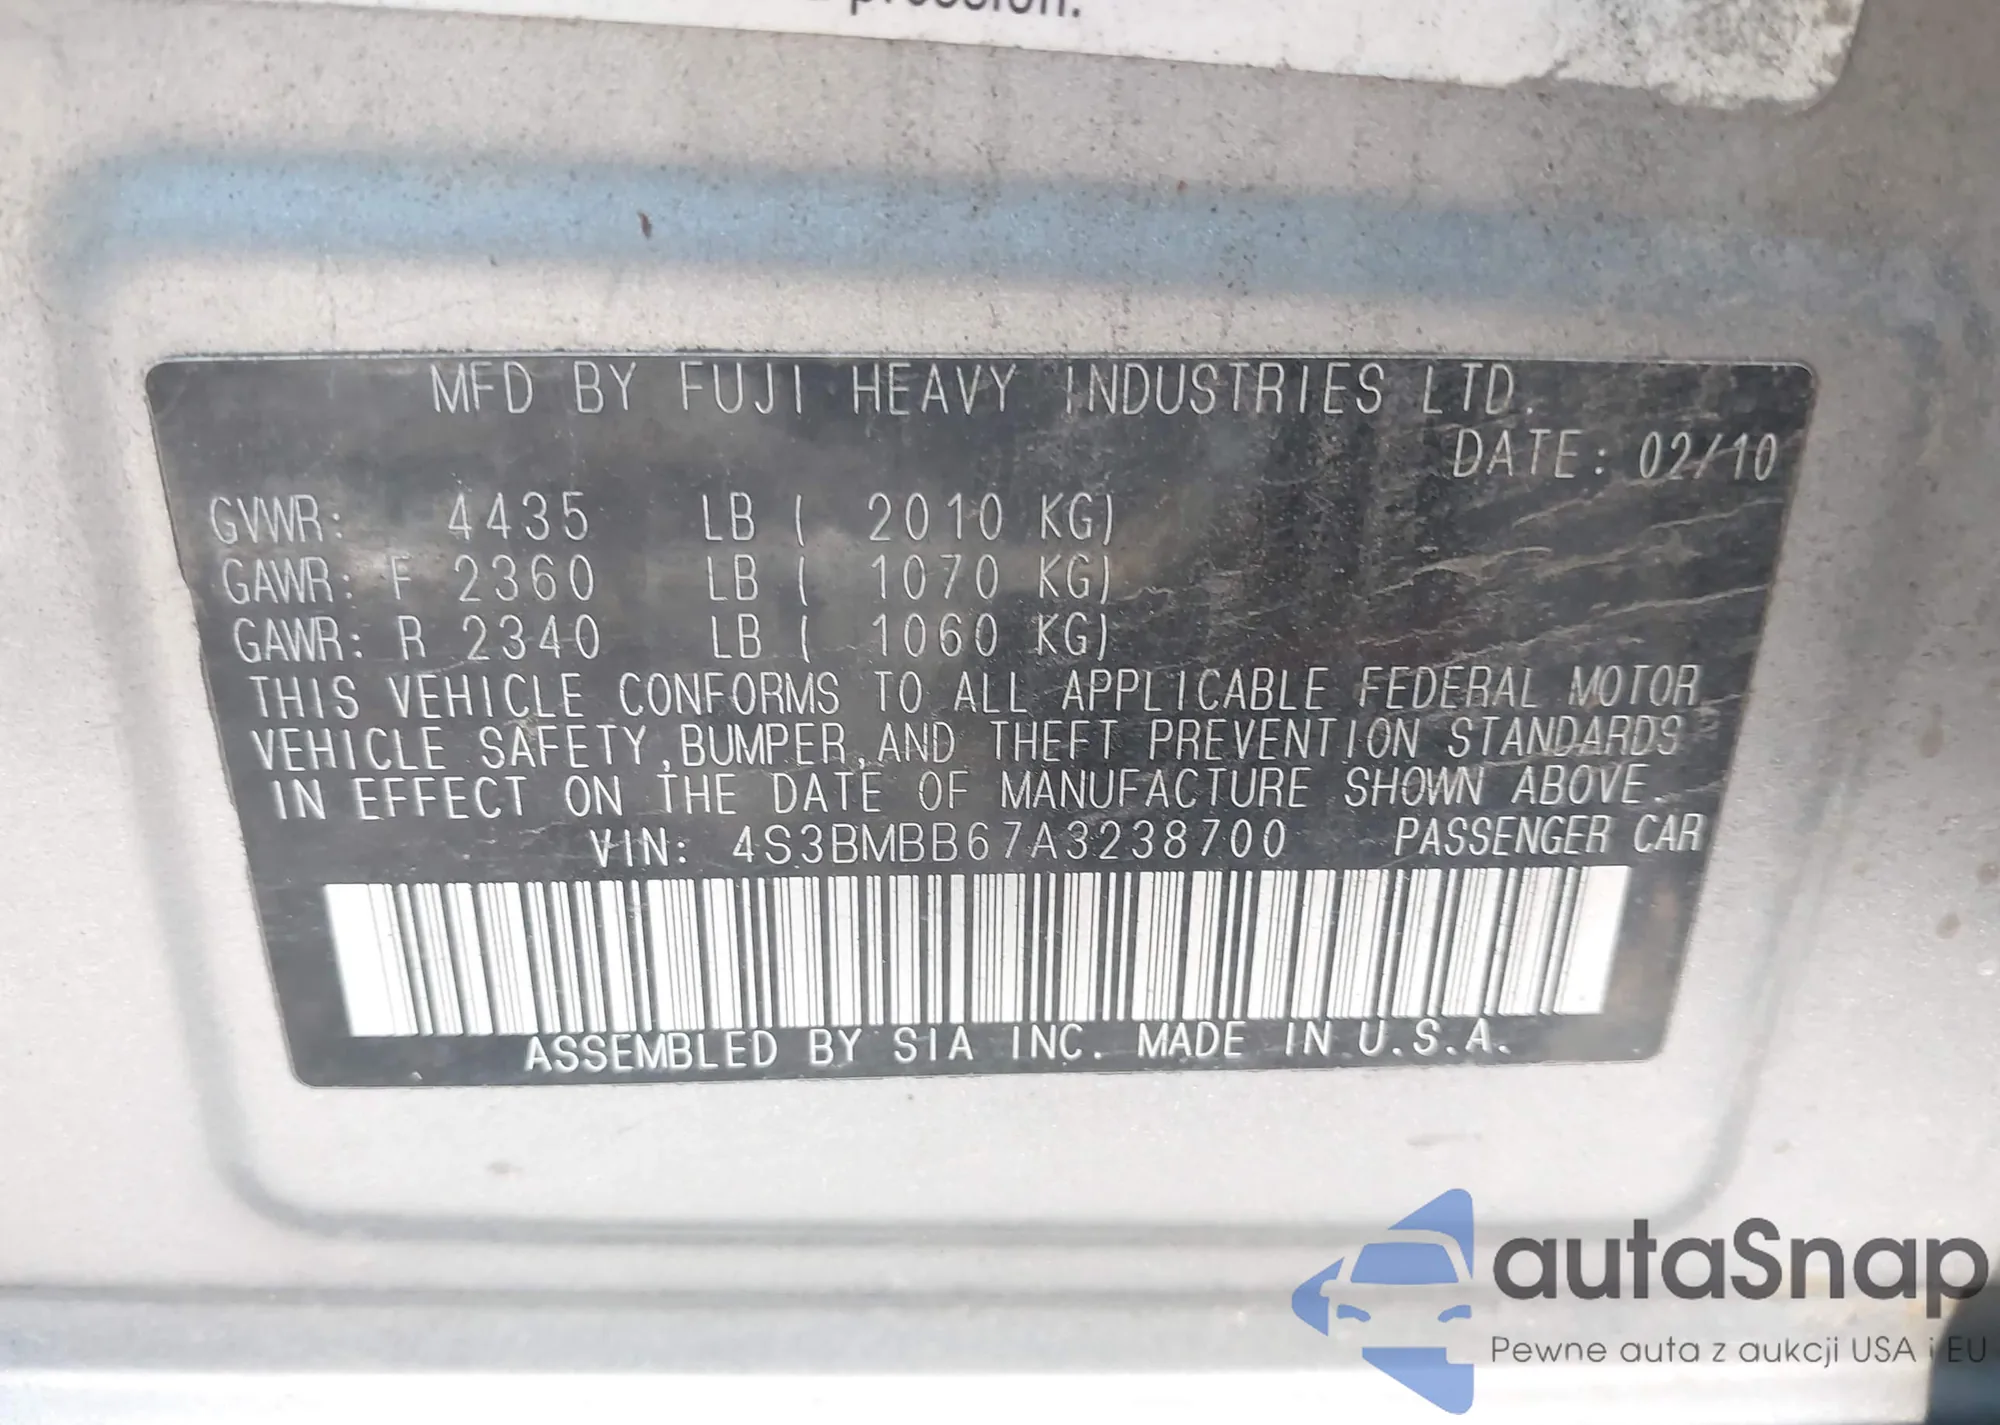 pression.
MFD BY FUJI HEAVY INDUSTRIES LTD.
DATE: 02/10
GVWR: 4435 LB ( 2010 KG)
GAWR: F 2360 LB ( 1070 KG)
GAWR: R 2340 LB ( 1060 KG)
THIS VEHICLE CONFORMS TO ALL APPLICABLE FEDERAL MOTOR
VEHICLE SAFETY,BUMPER,AND THEFT PREVENTION STANDARDS
IN EFFECT ON THE DATE OF MANUFACTURE SHOWN ABOVE.
VIN: 4S3BMBB67A3238700 PASSENGER CAR
ASSEMBLED BY SIA INC. MADE IN U.S.A.
autaSnap
Pewne auta z aukcji USA i EU